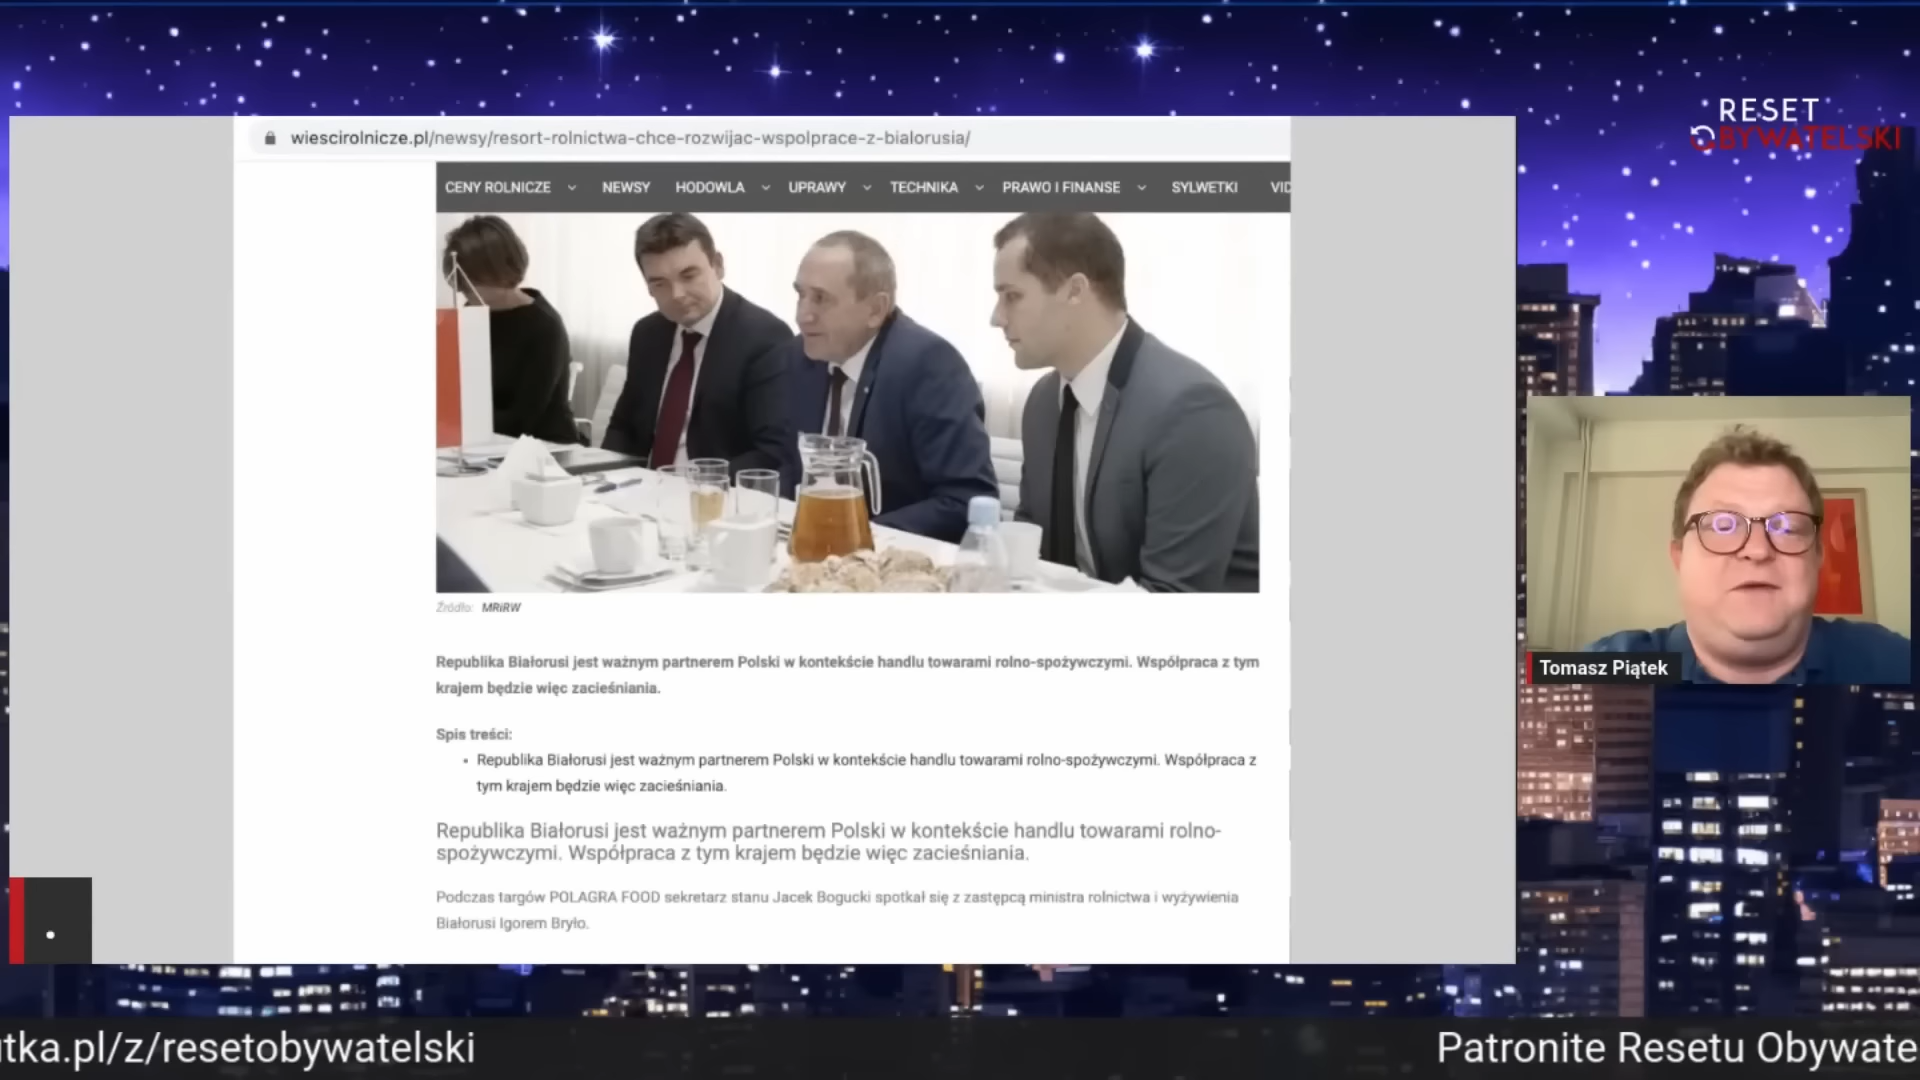 RESET
OBYWATELSKI
wiescirolnicze.pl/newsy/resort-rolnictwa-chce-rozwijac-wspolprace-z-bialorusia/
CENY ROLNICZE NEWSY HODOWLA UPRAWY TECHNIKA PRAWO I FINANSE SYLWETKI VID
Źródło: MRiRW
Republika Białorusi jest ważnym partnerem Polski w kontekście handlu towarami rolno-spożywczymi. Współpraca z tym
krajem będzie więc zacieśniania.
Spis treści:
• Republika Białorusi jest ważnym partnerem Polski w kontekście handlu towarami rolno-spożywczymi. Współpraca z
tym krajem będzie więc zacieśniania.
Republika Białorusi jest ważnym partnerem Polski w kontekście handlu towarami rolno-
spożywczymi. Współpraca z tym krajem będzie więc zacieśniania.
Podczas targów POLAGRA FOOD sekretarz stanu Jacek Bogucki spotkał się z zastępcą ministra rolnictwa i wyżywienia
Białorusi Igorem Bryło.
Tomasz Piątek
.
utka.pl/z/resetobywatelski
Patronite Resetu Obywate